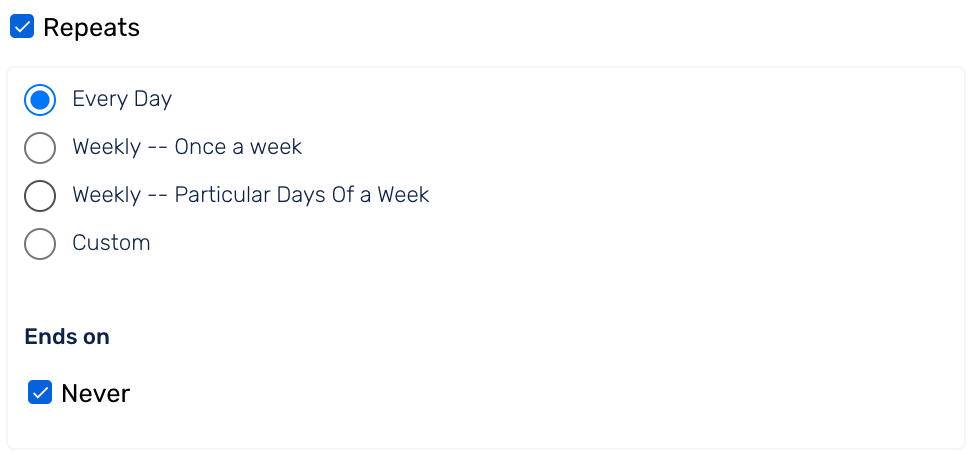 Repeats
Every Day
Weekly -- Once a week
Weekly -- Particular Days Of a Week
Custom
Ends on
Never